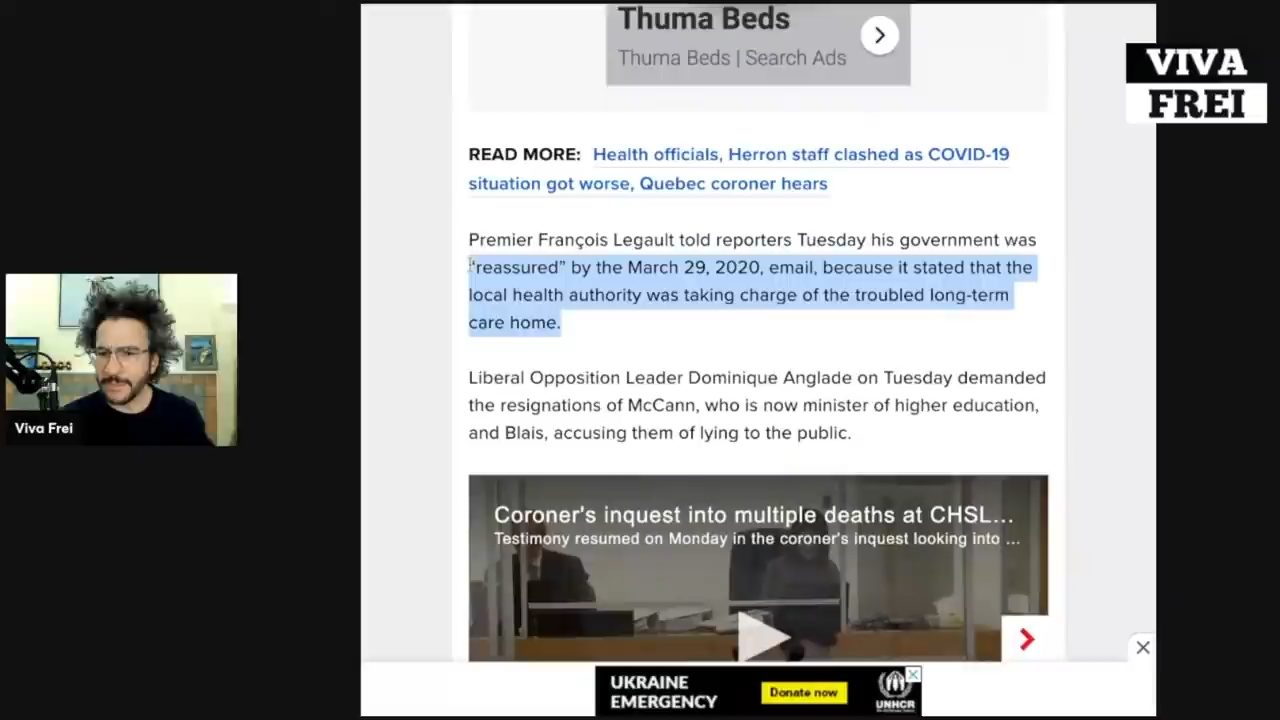 Thuma Beds
Thuma Beds | Search Ads
VIVA
FREI
READ MORE: Health officials, Herron staff clashed as COVID-19
situation got worse, Quebec coroner hears
Premier François Legault told reporters Tuesday his government was
“reassured” by the March 29, 2020, email, because it stated that the
local health authority was taking charge of the troubled long-term
care home.
Liberal Opposition Leader Dominique Anglade on Tuesday demanded
the resignations of McCann, who is now minister of higher education,
and Blais, accusing them of lying to the public.
Viva Frei
Coroner's inquest into multiple deaths at CHSL...
Testimony resumed on Monday in the coroner's inquest looking into ...
UKRAINE
EMERGENCY
Donate now
UNHCR